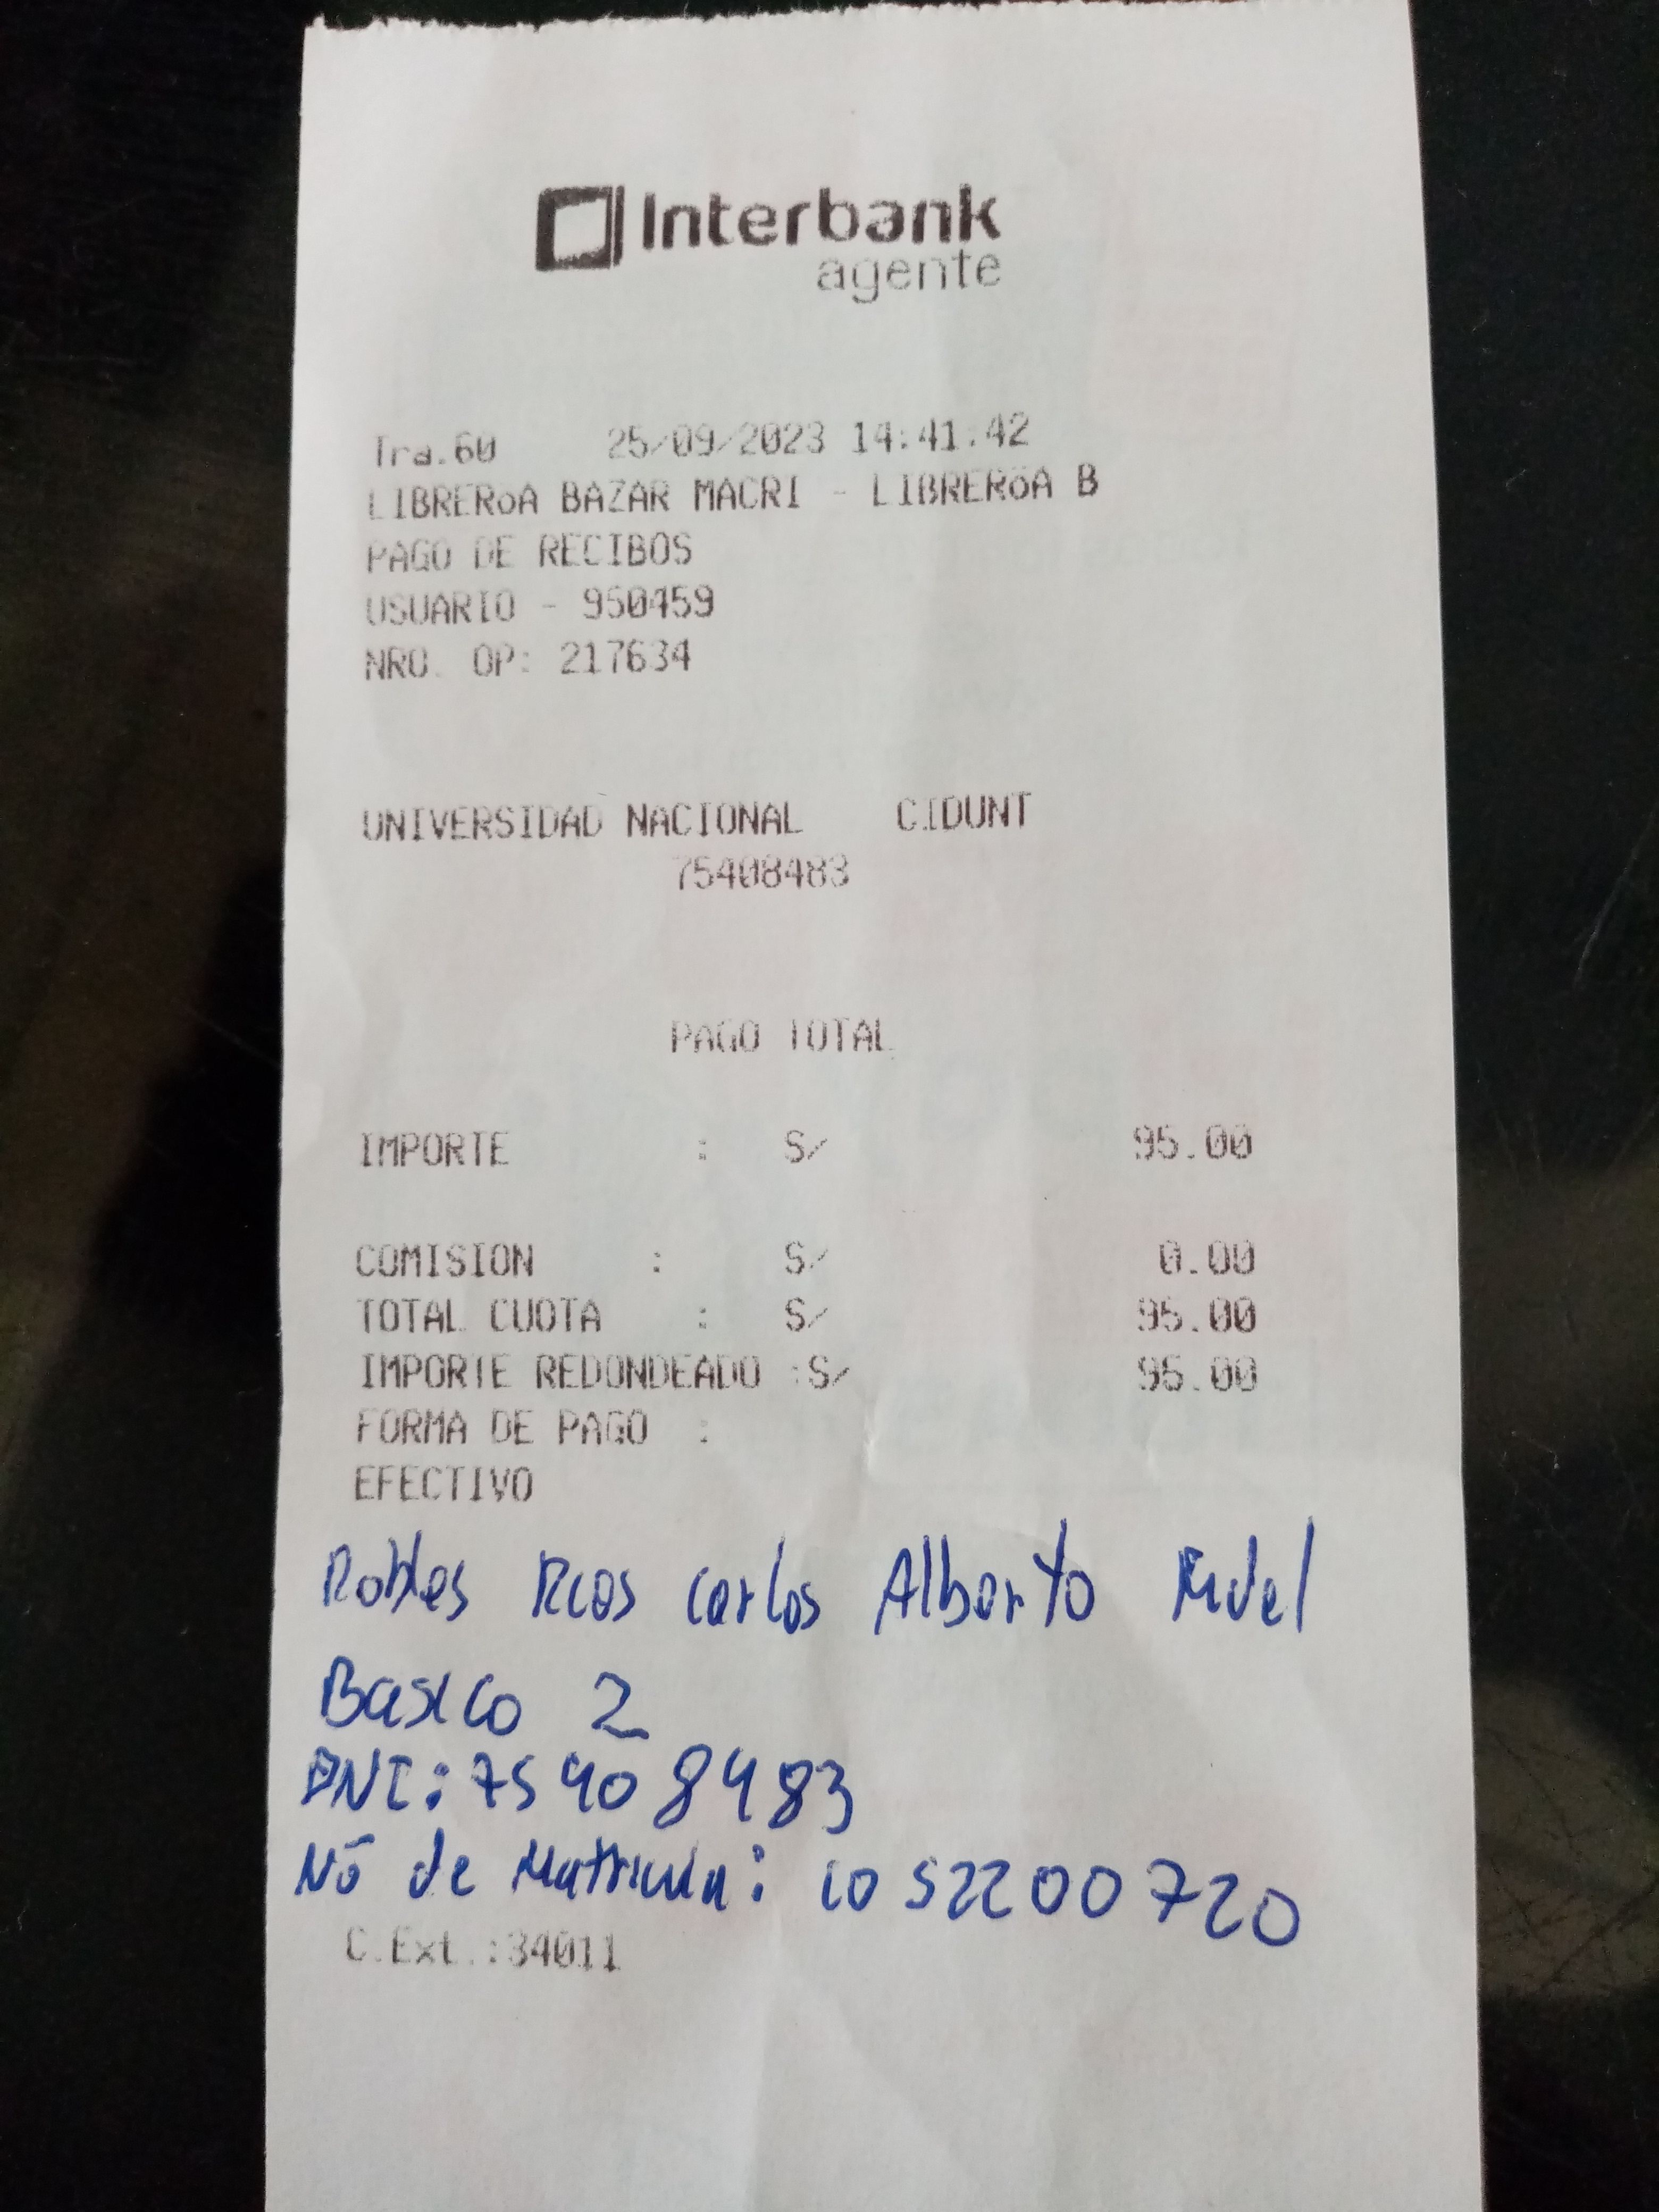 Interbank
agente
Tra.60 25/09/2023 14:41:42
LIBREROA BAZAR MACRI - LIBREROA B
PAGO DE RECIBOS
USUARIO - 950459
NRO. OP: 217634
UNIVERSIDAD NACIONAL CIDUNT
75408483
PAGO TOTAL
IMPORTE : S/ 95.00
COMISION : S/ 0.00
TOTAL CUOTA : S/ 95.00
IMPORTE REDONDEADO :S/ 95.00
FORMA DE PAGO :
EFECTIVO
Robles Rios Carlos Alberto Fidel
Basico 2
DNI: 75408483
Nō de Matricula: 1052200720
C.Ext.:34011